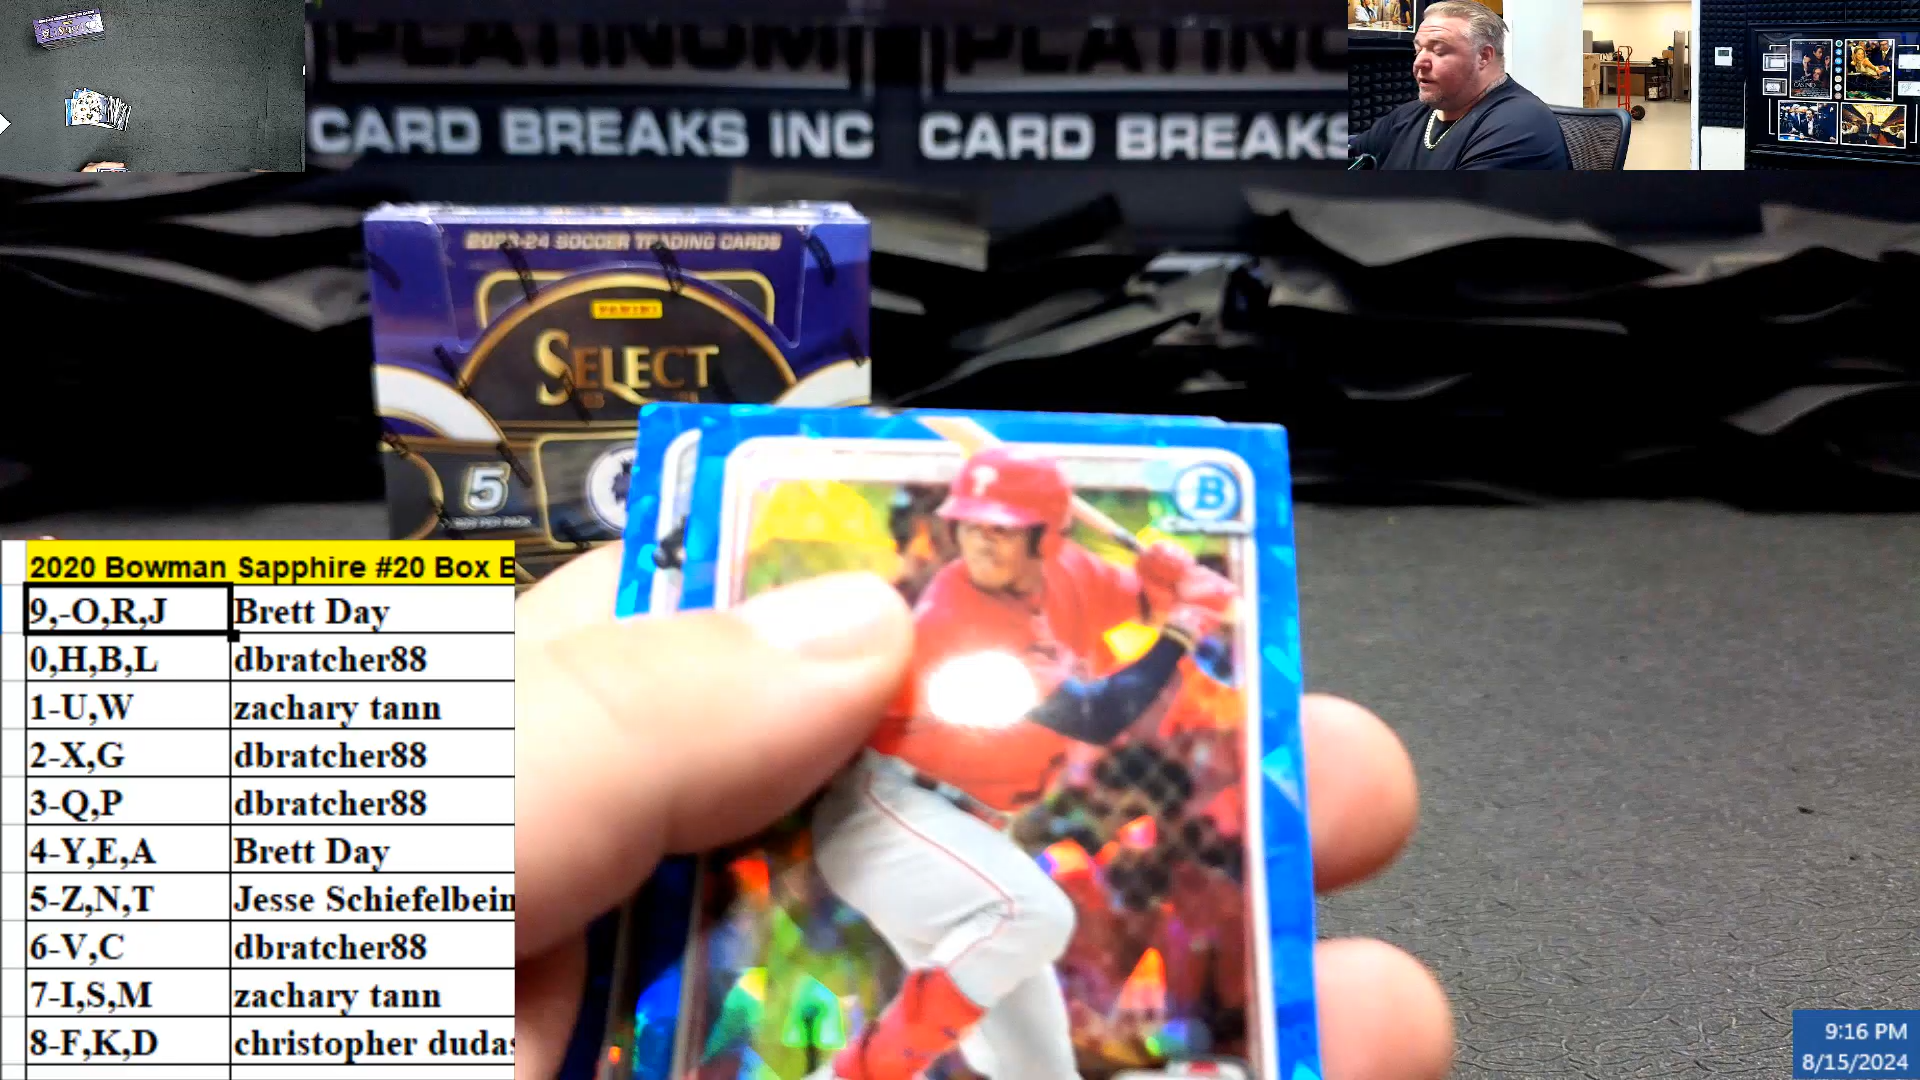 PLATINUM PLATINU
CARD BREAKS INC CARD BREAKS
2023-24 SOCCER TRADING CARDS
PANINI
SELECT
5
B
P
2020 Bowman Sapphire #20 Box B
9,-O,R,J Brett Day
0,H,B,L dbratcher88
1-U,W zachary tann
2-X,G dbratcher88
3-Q,P dbratcher88
4-Y,E,A Brett Day
5-Z,N,T Jesse Schiefelbein
6-V,C dbratcher88
7-I,S,M zachary tann
8-F,K,D christopher dudas
9:16 PM
8/15/2024